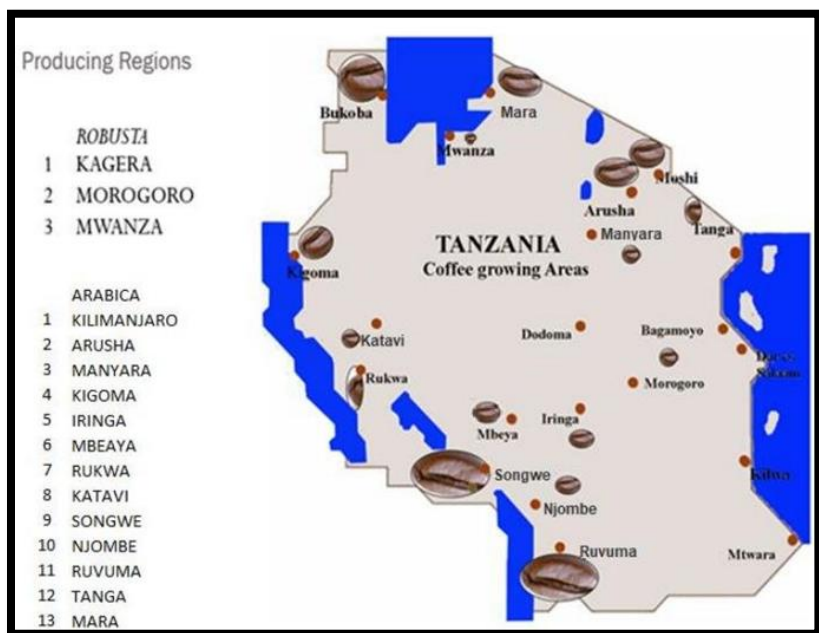 Producing Regions
ROBUSTA
1 KAGERA
2 MOROGORO
3 MWANZA
ARABICA
1 KILIMANJARO
2 ARUSHA
3 MANYARA
4 KIGOMA
5 IRINGA
6 MBEAYA
7 RUKWA
8 KATAVI
9 SONGWE
10 NJOMBE
11 RUVUMA
12 TANGA
13 MARA
Bukoba
Mara
Mwanza
Moshi
Arusha
Tanga
Manyara
TANZANIA
Coffee growing Areas
Kigoma
Katavi
Dodoma
Bagamoyo
Dar es
Salaam
Rukwa
Morogoro
Mbeya
Iringa
Songwe
Kilwa
Njombe
Ruvuma
Mtwara